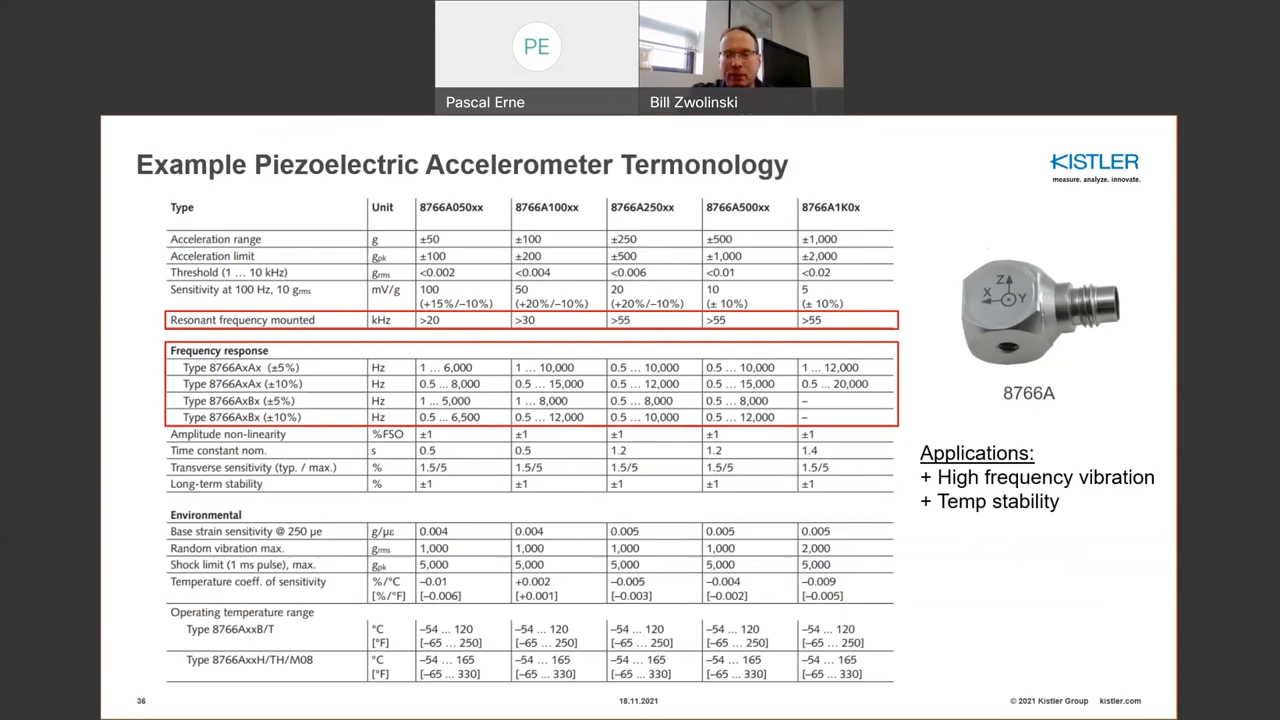 PE
Pascal Erne
Bill Zwolinski
Example Piezoelectric Accelerometer Termonology
KISTLER
measure. analyze. innovate.
Type Unit 8766A050xx 8766A100xx 8766A250xx 8766A500xx 8766A1K0x
Acceleration range g ±50 ±100 ±250 ±500 ±1,000
Acceleration limit gpk ±100 ±200 ±500 ±1,000 ±2,000
Threshold (1 … 10 kHz) grms <0.002 <0.004 <0.006 <0.01 <0.02
Sensitivity at 100 Hz, 10 grms mV/g 100 50 20 10 5
(+15%/–10%) (+20%/–10%) (+20%/–10%) (± 10%) (± 10%)
Resonant frequency mounted kHz >20 >30 >55 >55 >55
Frequency response
Type 8766AxAx (±5%) Hz 1 … 6,000 1 … 10,000 0.5 … 10,000 0.5 … 10,000 1 … 12,000
Type 8766AxAx (±10%) Hz 0.5 … 8,000 0.5 … 15,000 0.5 … 12,000 0.5 … 15,000 0.5 … 20,000
Type 8766AxBx (±5%) Hz 1 … 5,000 1 … 8,000 0.5 … 8,000 0.5 … 8,000 –
Type 8766AxBx (±10%) Hz 0.5 … 6,500 0.5 … 12,000 0.5 … 10,000 0.5 … 12,000 –
Amplitude non-linearity %FSO ±1 ±1 ±1 ±1 ±1
Time constant nom. s 0.5 0.5 1.2 1.2 1.4
Transverse sensitivity (typ. / max.) % 1.5/5 1.5/5 1.5/5 1.5/5 1.5/5
Long-term stability % ±1 ±1 ±1 ±1 ±1
Environmental
Base strain sensitivity @ 250 µe g/µε 0.004 0.004 0.005 0.005 0.005
Random vibration max. grms 1,000 1,000 1,000 1,000 2,000
Shock limit (1 ms pulse), max. gpk 5,000 5,000 5,000 5,000 5,000
Temperature coeff. of sensitivity %/°C –0.01 +0.002 –0.005 –0.004 –0.009
[%/°F] [–0.006] [+0.001] [–0.003] [–0.002] [–0.005]
Operating temperature range
Type 8766AxxB/T °C –54 … 120 –54 … 120 –54 … 120 –54 … 120 –54 … 120
[°F] [–65 … 250] [–65 … 250] [–65 … 250] [–65 … 250] [–65 … 250]
Type 8766AxxH/TH/M08 °C –54 … 165 –54 … 165 –54 … 165 –54 … 165 –54 … 165
[°F] [–65 … 330] [–65 … 330] [–65 … 330] [–65 … 330] [–65 … 330]
Z
X
Y
8766A
Applications:
+ High frequency vibration
+ Temp stability
36
18.11.2021
© 2021 Kistler Group kistler.com